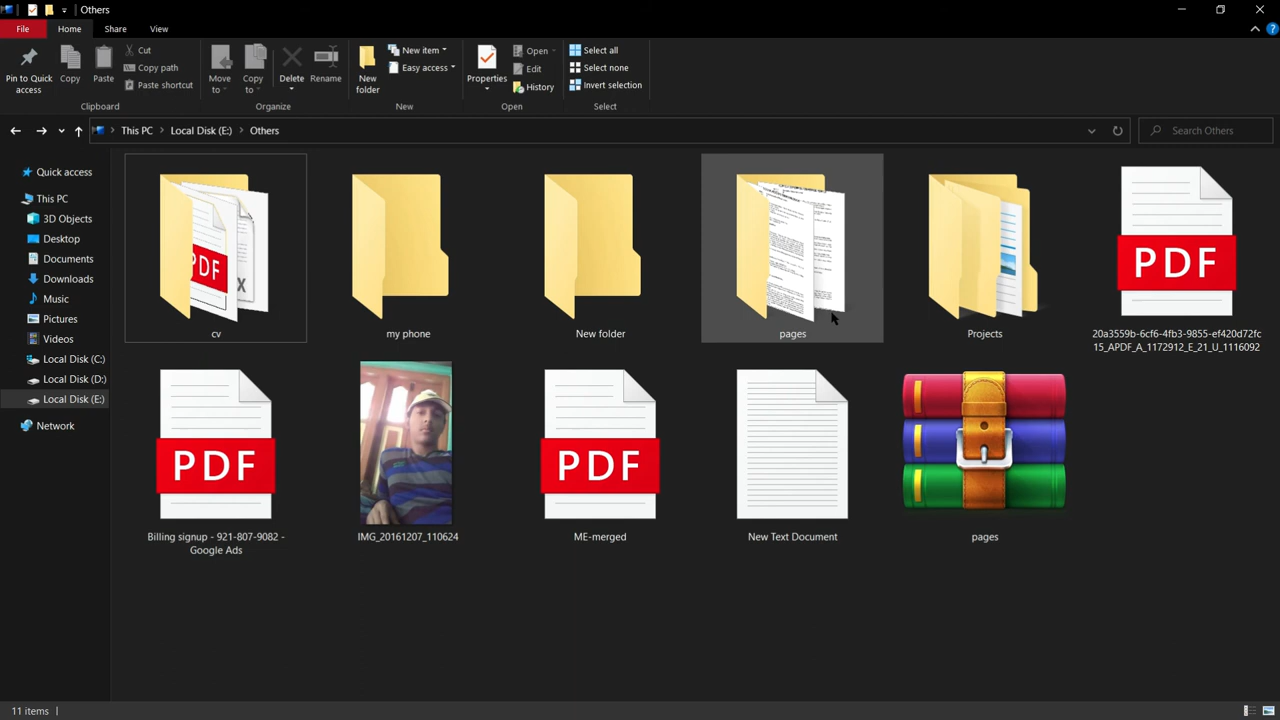 Others
File
Home
Share
View
Pin to Quick
access
Copy
Paste
Cut
Copy path
Paste shortcut
Clipboard
Move
to
Copy
to
Delete
Rename
Organize
New
folder
New item
Easy access
New
Properties
Open
Edit
History
Open
Select all
Select none
Invert selection
Select
This PC
Local Disk (E:)
Others
Search Others
Quick access
This PC
3D Objects
Desktop
Documents
Downloads
Music
Pictures
Videos
Local Disk (C:)
Local Disk (D:)
Local Disk (E:)
Network
PDF
X
cv
my phone
New folder
pages
Projects
PDF
20a3559b-6cf6-4fb3-9855-ef420d72fc
15_APDF_A_1172912_E_21_U_1116092
PDF
Billing signup - 921-807-9082 -
Google Ads
IMG_20161207_110624
PDF
ME-merged
New Text Document
pages
11 items